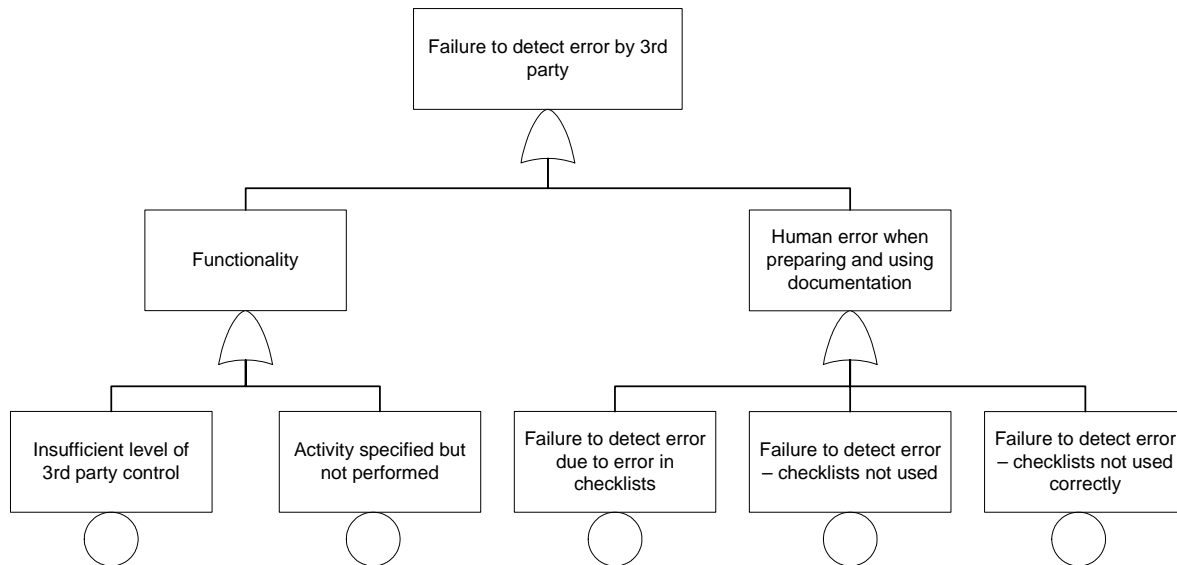 Failure to detect error by 3rd
party
Functionality
Human error when
preparing and using
documentation
Insufficient level of
3rd party control
Activity specified but
not performed
Failure to detect error
due to error in
checklists
Failure to detect error
– checklists not used
Failure to detect error
– checklists not used
correctly